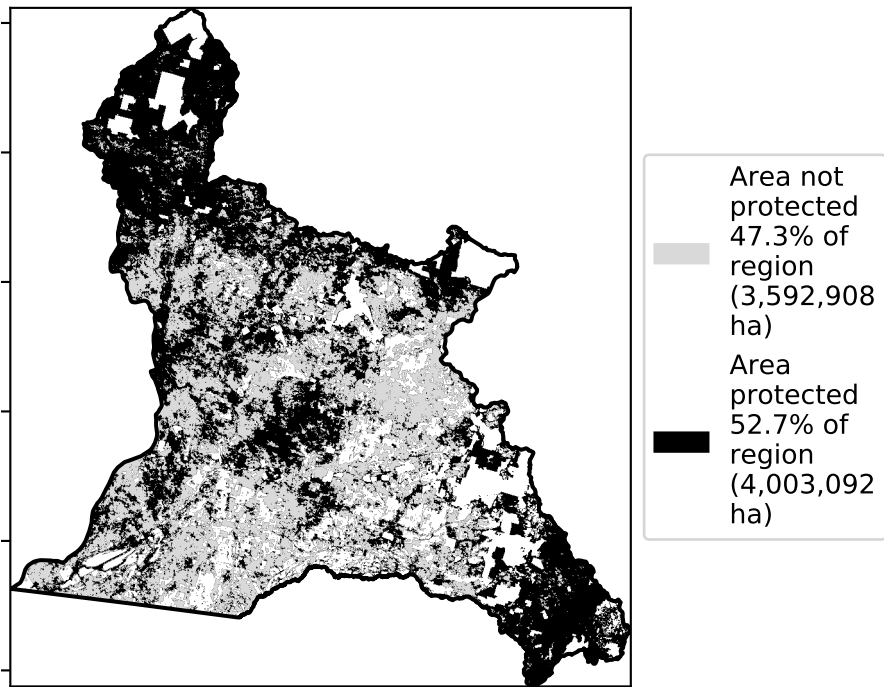 Area not
protected
47.3% of
region
(3,592,908
ha)
Area
protected
52.7% of
region
(4,003,092
ha)